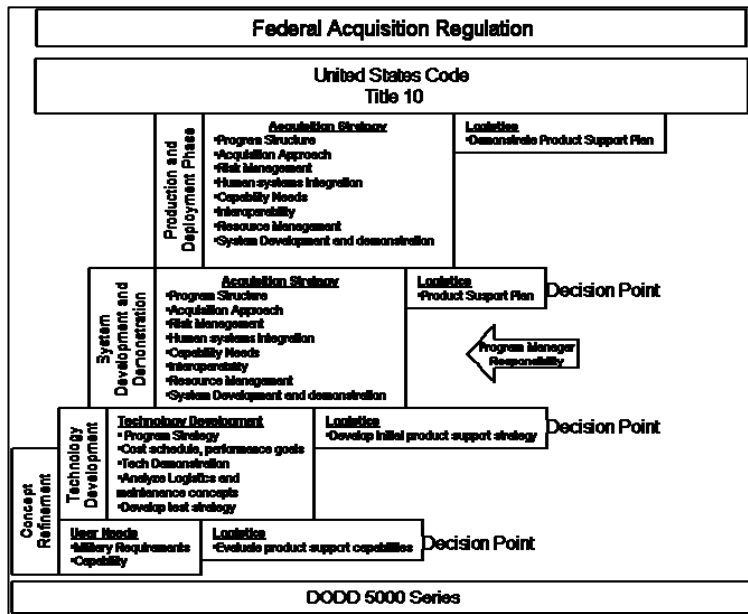 Federal Acquisition Regulation
United States Code
Title 10
Production and
Deployment Phase
Acquisition Strategy
•Program Structure
•Acquisition Approach
•Risk Management
•Human systems integration
•Capability Needs
•Interoperability
•Resource Management
•System Development and demonstration
Logistics
•Demonstrate Product Support Plan
System
Development and
Demonstration
Acquisition Strategy
•Program Structure
•Acquisition Approach
•Risk Management
•Human systems integration
•Capability Needs
•Interoperability
•Resource Management
•System Development and demonstration
Logistics
•Product Support Plan
Decision Point
Program Manager
Responsibility
Technology
Development
Technology Development
• Program Strategy
•Cost schedule, performance goals
•Tech Demonstration
•Analyze Logistics and
maintenance concepts
•Develop test strategy
Logistics
•Develop initial product support strategy
Decision Point
Concept
Refinement
User Needs
•Military Requirements
•Capability
Logistics
•Evaluate product support capabilities
Decision Point
DODD 5000 Series